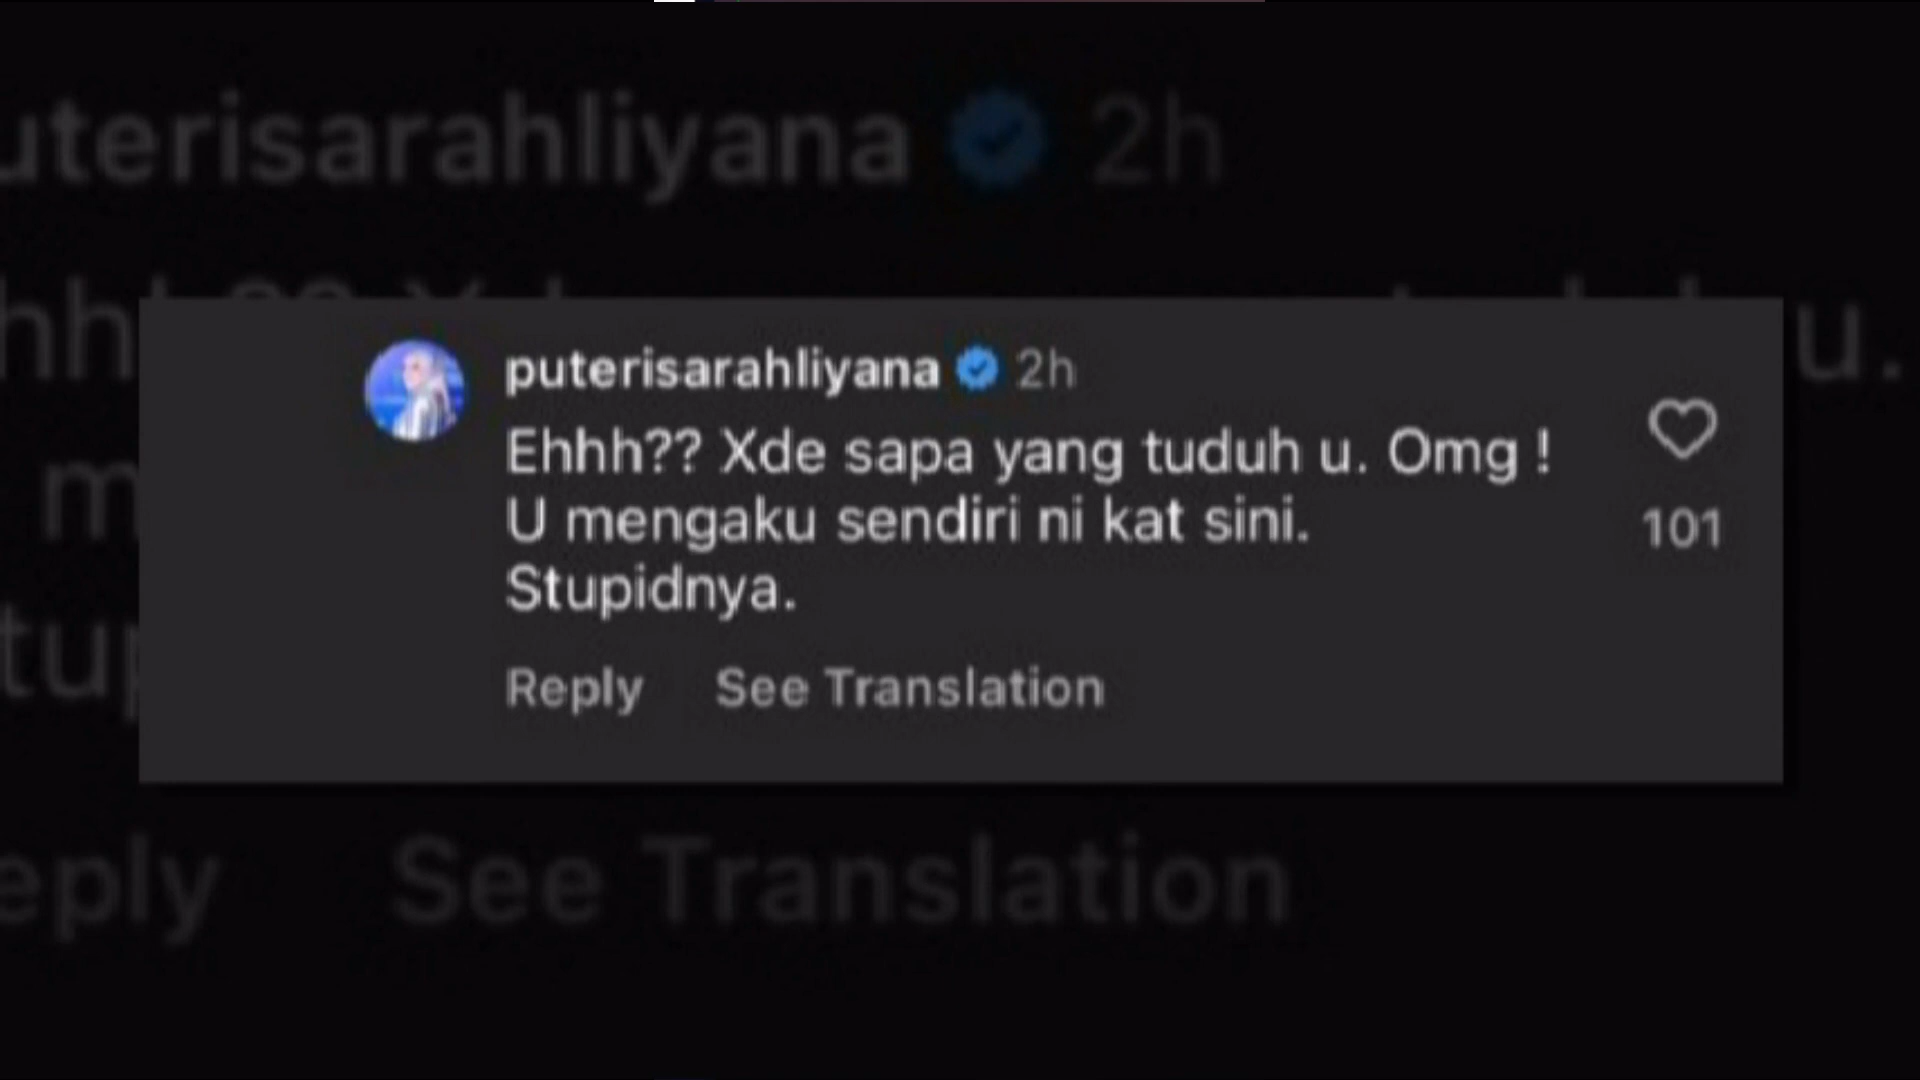 uterisarahliyana 2h
puterisarahliyana 2h
Ehhh?? Xde sapa yang tuduh u. Omg !
U mengaku sendiri ni kat sini.
Stupidnya.
101
Reply See Translation
eply See Translation